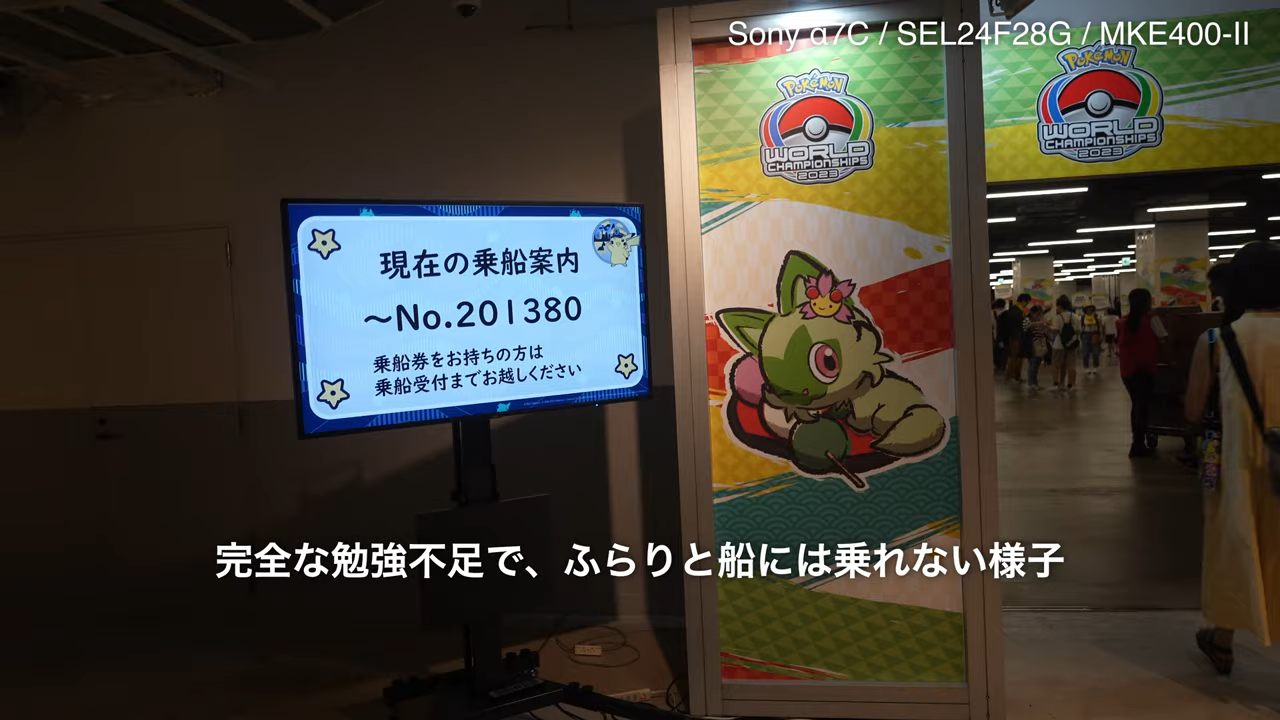 Sony α7C / SEL24F28G / MKE400-II
Pokémon
WORLD
CHAMPIONSHIPS
2023
Pokémon
WORLD
CHAMPIONSHIPS
2023
現在の乗船案内
～No.201380
乗船券をお持ちの方は
乗船受付までお越しください
完全な勉強不足で、ふらりと船には乗れない様子